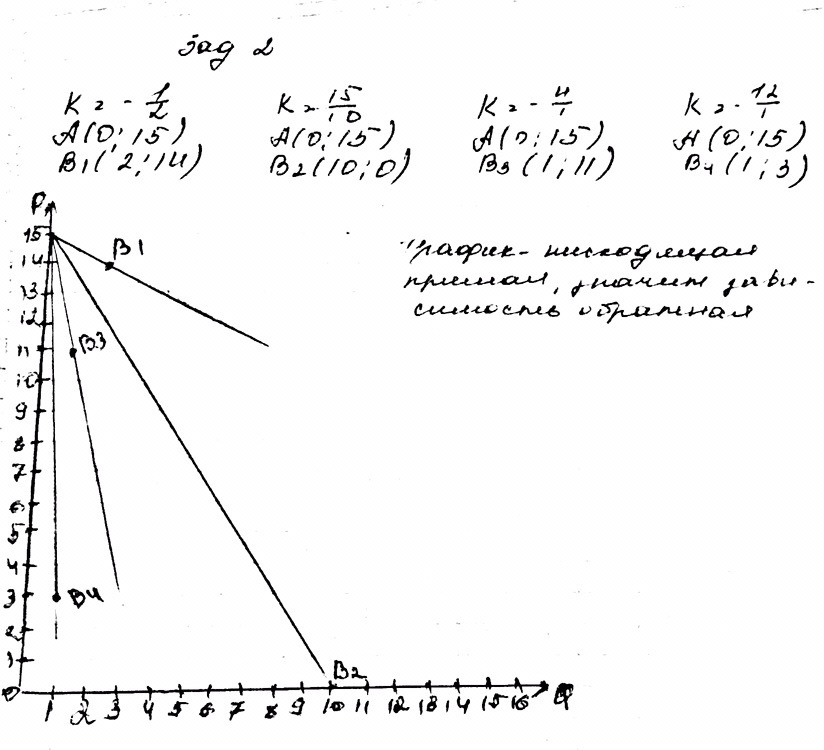 Зад 2
K = - 1/2
A(0; 15)
B1(2; 14)
K = - 15/10
A(0; 15)
B2(10; 0)
K = - 4/1
A(0; 15)
B3(1; 11)
K = - 12/1
A(0; 15)
B4(1; 3)
График - нисходящая
прямая, значит зави-
симость обратная
P
15
14
13
12
11
10
9
8
7
6
5
4
3
2
1
0
B1
B3
B4
B2
1 2 3 4 5 6 7 8 9 10 11 12 13 14 15 16 Q